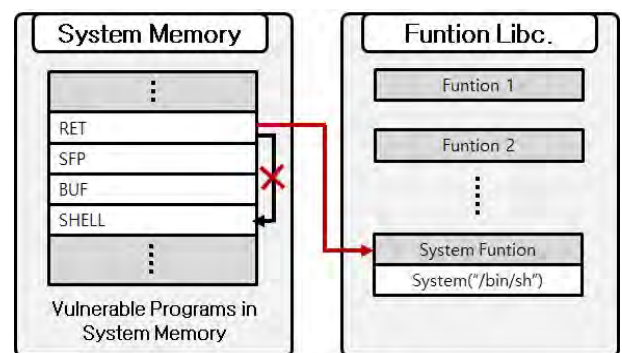 System Memory
RET
SFP
BUF
SHELL
Vulnerable Programs in
System Memory
Funtion Libc.
Funtion 1
Funtion 2
System Funtion
System("/bin/sh")